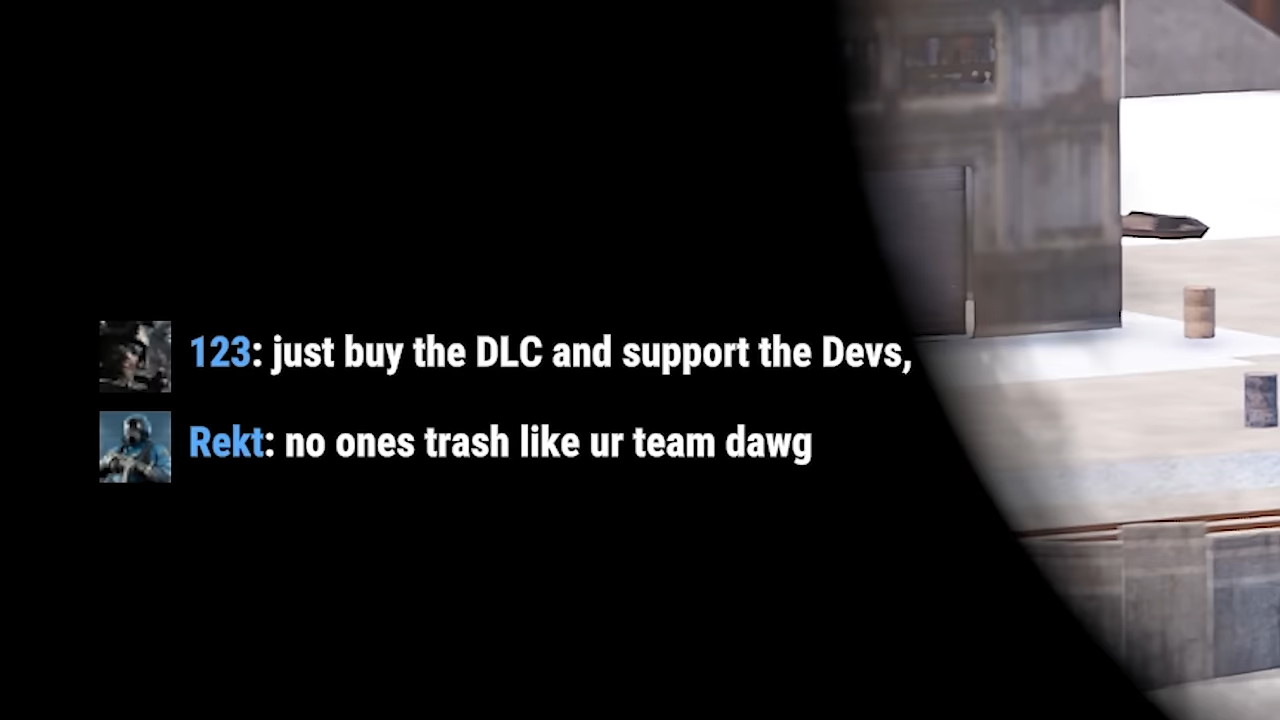 123: just buy the DLC and support the Devs,
Rekt: no ones trash like ur team dawg